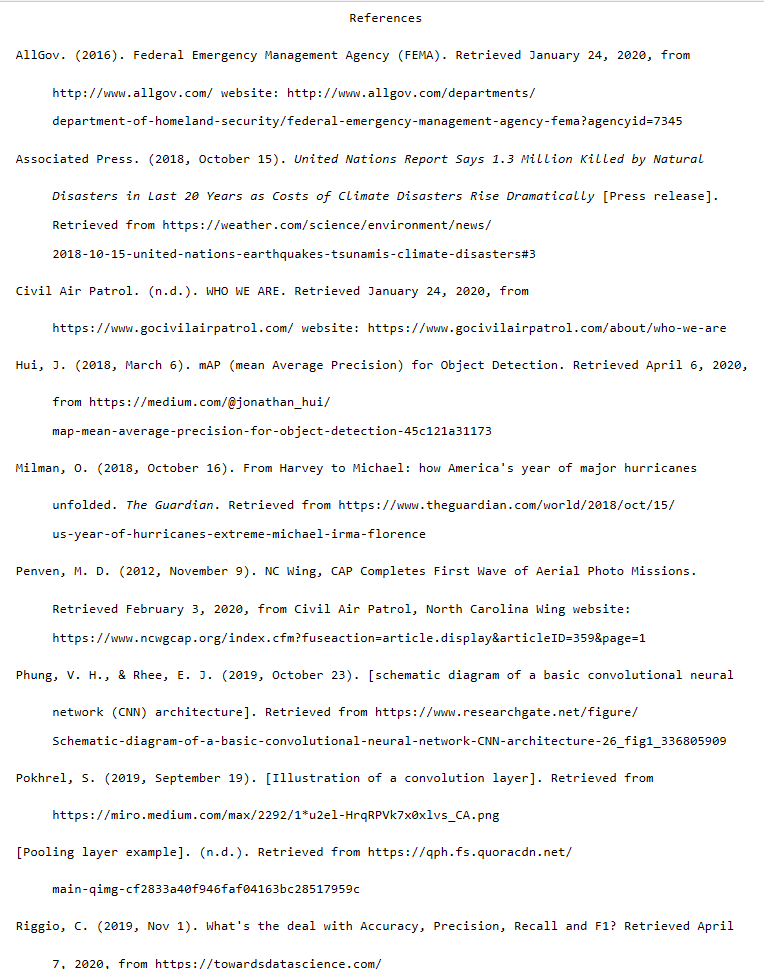 References
AllGov. (2016). Federal Emergency Management Agency (FEMA). Retrieved January 24, 2020, from
http://www.allgov.com/ website: http://www.allgov.com/departments/
department-of-homeland-security/federal-emergency-management-agency-fema?agencyid=7345
Associated Press. (2018, October 15). United Nations Report Says 1.3 Million Killed by Natural
Disasters in Last 20 Years as Costs of Climate Disasters Rise Dramatically [Press release].
Retrieved from https://weather.com/science/environment/news/
2018-10-15-united-nations-earthquakes-tsunamis-climate-disasters#3
Civil Air Patrol. (n.d.). WHO WE ARE. Retrieved January 24, 2020, from
https://www.gocivilairpatrol.com/ website: https://www.gocivilairpatrol.com/about/who-we-are
Hui, J. (2018, March 6). mAP (mean Average Precision) for Object Detection. Retrieved April 6, 2020,
from https://medium.com/@jonathan_hui/
map-mean-average-precision-for-object-detection-45c121a31173
Milman, O. (2018, October 16). From Harvey to Michael: how America's year of major hurricanes
unfolded. The Guardian. Retrieved from https://www.theguardian.com/world/2018/oct/15/
us-year-of-hurricanes-extreme-michael-irma-florence
Penven, M. D. (2012, November 9). NC Wing, CAP Completes First Wave of Aerial Photo Missions.
Retrieved February 3, 2020, from Civil Air Patrol, North Carolina Wing website:
https://www.ncwgcap.org/index.cfm?fuseaction=article.display&articleID=359&page=1
Phung, V. H., & Rhee, E. J. (2019, October 23). [schematic diagram of a basic convolutional neural
network (CNN) architecture]. Retrieved from https://www.researchgate.net/figure/
Schematic-diagram-of-a-basic-convolutional-neural-network-CNN-architecture-26_fig1_336805909
Pokhrel, S. (2019, September 19). [Illustration of a convolution layer]. Retrieved from
https://miro.medium.com/max/2292/1*u2el-HrqRPVk7x0xlvs_CA.png
[Pooling layer example]. (n.d.). Retrieved from https://qph.fs.quoracdn.net/
main-qimg-cf2833a40f946faf04163bc28517959c
Riggio, C. (2019, Nov 1). What's the deal with Accuracy, Precision, Recall and F1? Retrieved April
7, 2020, from https://towardsdatascience.com/